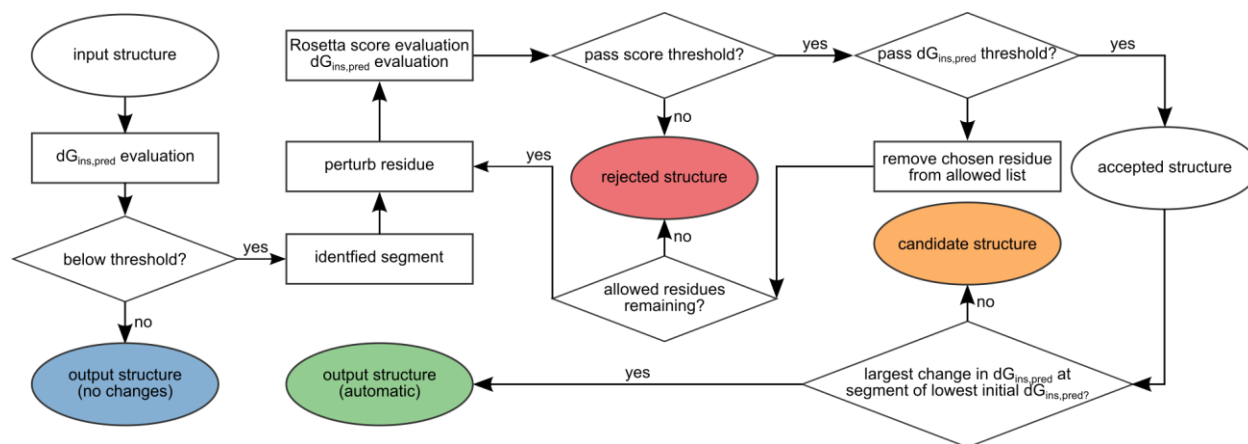 input structure
dGins,pred evaluation
below threshold?
yes
no
output structure
(no changes)
identfied segment
perturb residue
Rosetta score evaluation
dGins,pred evaluation
pass score threshold?
yes
no
rejected structure
pass dGins,pred threshold?
yes
remove chosen residue
from allowed list
allowed residues
remaining?
yes
no
accepted structure
largest change in dGins,pred at
segment of lowest initial dGins,pred?
no
candidate structure
yes
output structure
(automatic)